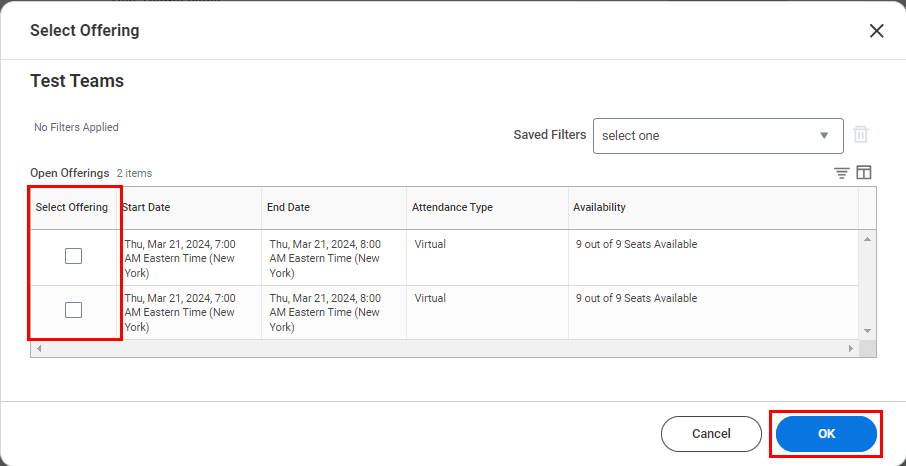 Select Offering
Test Teams
No Filters Applied
Saved Filters
select one
Open Offerings 2 items
Select Offering Start Date End Date Attendance Type Availability
Thu, Mar 21, 2024, 7:00 AM Eastern Time (New York) Thu, Mar 21, 2024, 8:00 AM Eastern Time (New York) Virtual 9 out of 9 Seats Available
Thu, Mar 21, 2024, 7:00 AM Eastern Time (New York) Thu, Mar 21, 2024, 8:00 AM Eastern Time (New York) Virtual 9 out of 9 Seats Available
Cancel
OK